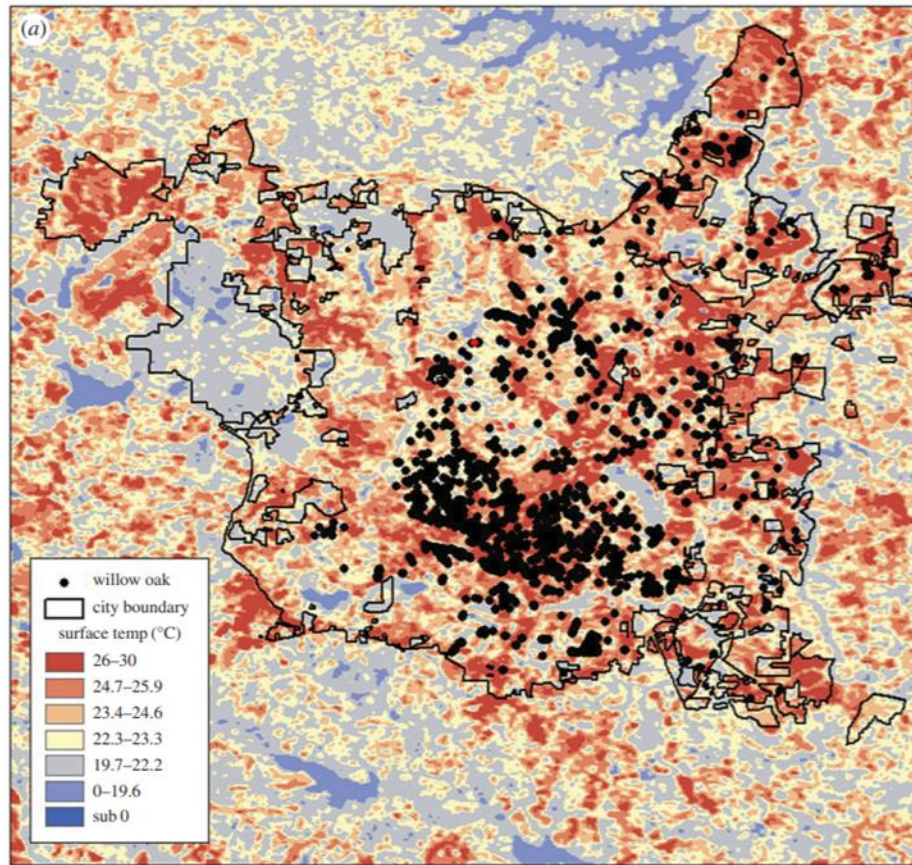 (a)
willow oak
city boundary
surface temp (°C)
26–30
24.7–25.9
23.4–24.6
22.3–23.3
19.7–22.2
0–19.6
sub 0